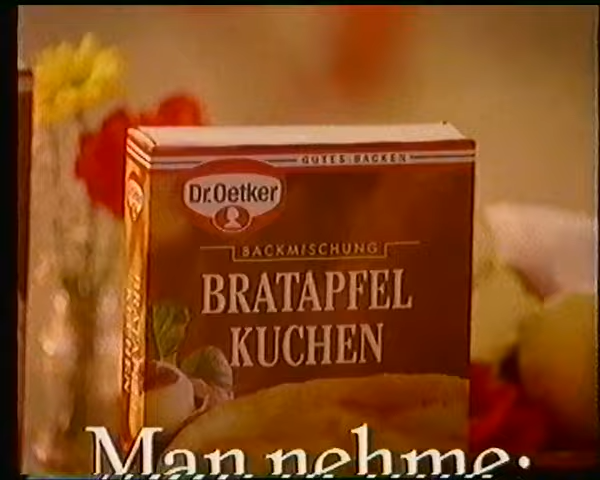 GUTES BACKEN
Dr. Oetker
BACKMISCHUNG
BRATAPFEL
KUCHEN
Man nehme: